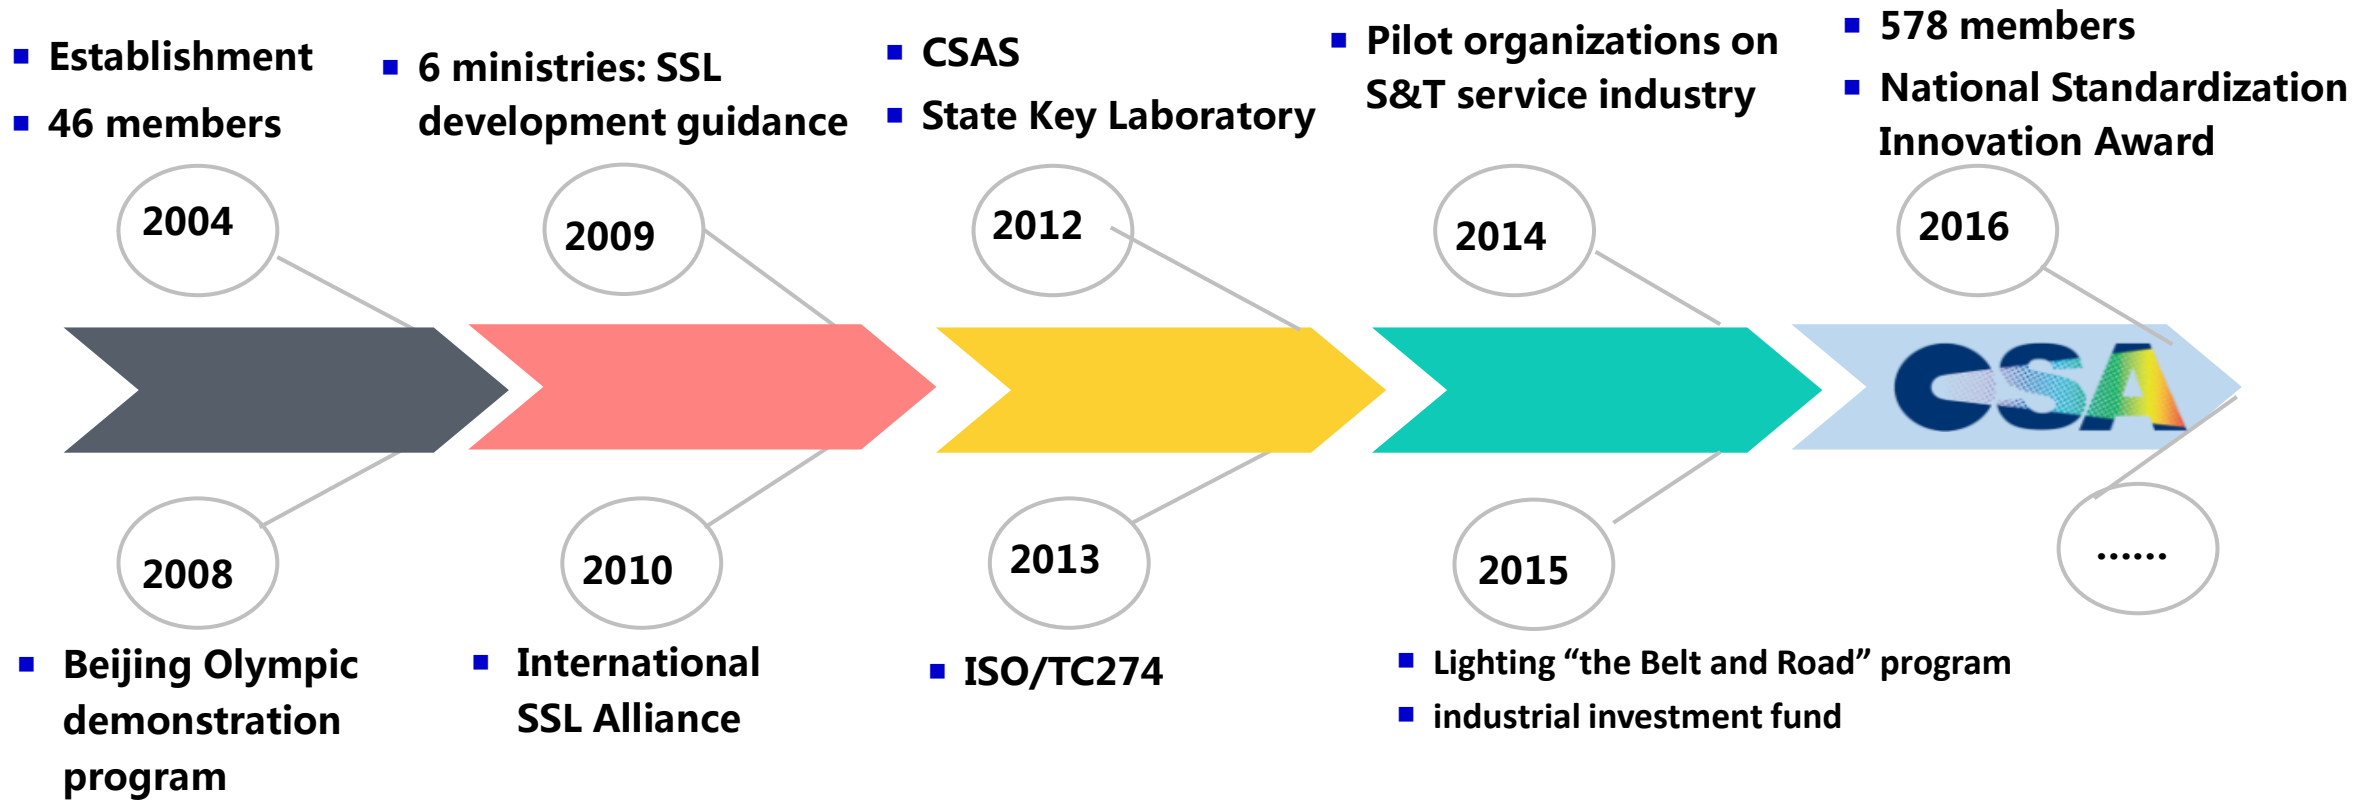 Establishment
46 members
6 ministries: SSL
development guidance
CSAS
State Key Laboratory
Pilot organizations on
S&T service industry
578 members
National Standardization
Innovation Award
2004
2009
2012
2014
2016
CSA
2008
2010
2013
2015
......
Beijing Olympic
demonstration
program
International
SSL Alliance
ISO/TC274
Lighting “the Belt and Road” program
industrial investment fund